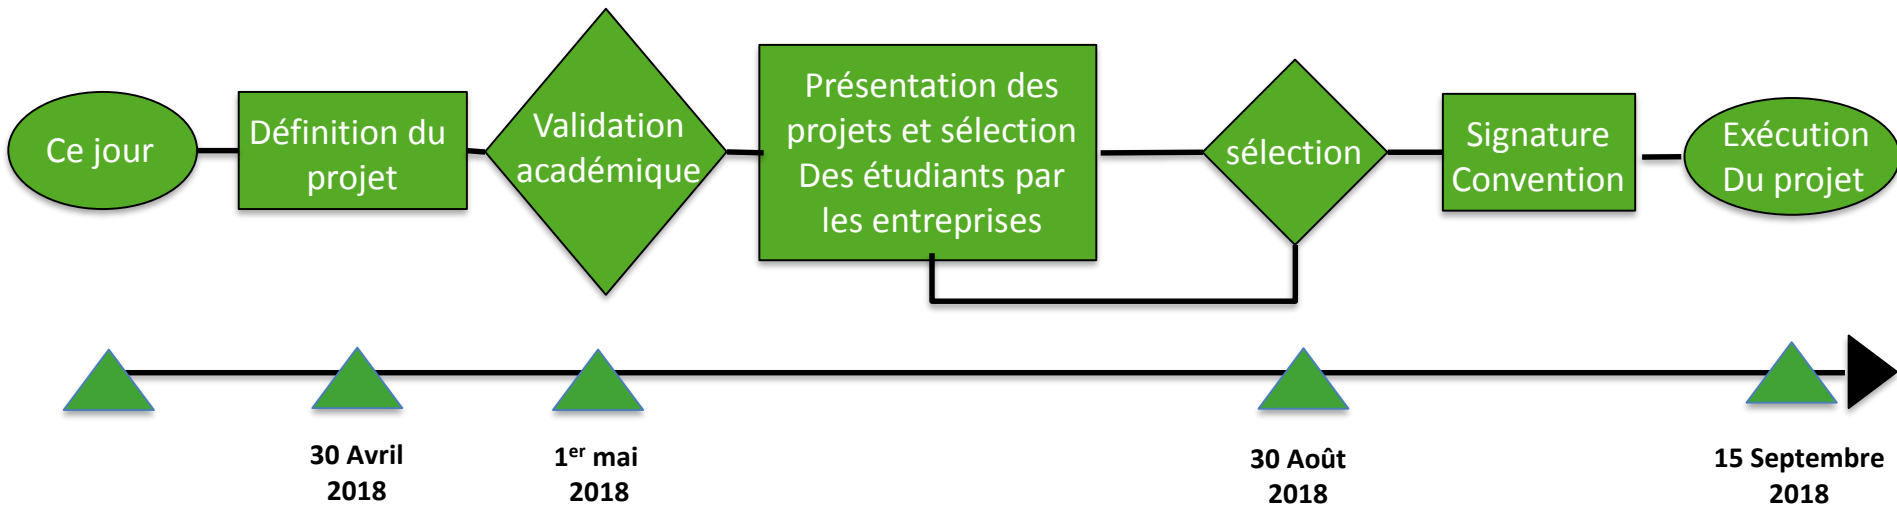 Ce jour
Définition du
projet
Validation
académique
Présentation des
projets et sélection
Des étudiants par
les entreprises
sélection
Signature
Convention
Exécution
Du projet
30 Avril
2018
1er mai
2018
30 Août
2018
15 Septembre
2018